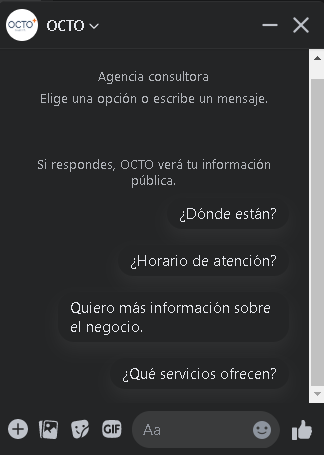 OCTO+
OCTO
Agencia consultora
Elige una opción o escribe un mensaje.
Si respondes, OCTO verá tu información
pública.
¿Dónde están?
¿Horario de atención?
Quiero más información sobre
el negocio.
¿Qué servicios ofrecen?
GIF
Aa